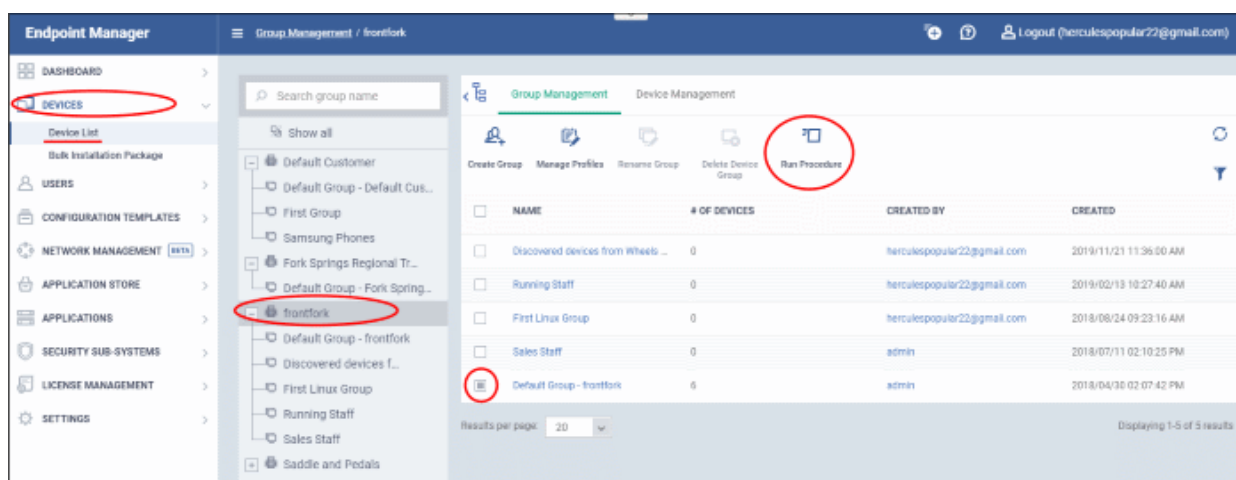 Endpoint Manager
Group Management / frontfork
Logout (herculespopular22@gmail.com)
DASHBOARD
DEVICES
Device List
Bulk Installation Package
USERS
CONFIGURATION TEMPLATES
NETWORK MANAGEMENT BETA
APPLICATION STORE
APPLICATIONS
SECURITY SUB-SYSTEMS
LICENSE MANAGEMENT
SETTINGS
Search group name
Show all
Default Customer
Default Group - Default Cus...
First Group
Samsung Phones
Fork Springs Regional Tr...
Default Group - Fork Spring...
frontfork
Default Group - frontfork
Discovered devices f...
First Linux Group
Running Staff
Sales Staff
Saddle and Pedals
Group Management Device Management
Create Group Manage Profiles Rename Group Delete Device Group Run Procedure
NAME # OF DEVICES CREATED BY CREATED
Discovered devices from Wheels ... 0 herculespopular22@gmail.com 2019/11/21 11:36:00 AM
Running Staff 0 herculespopular22@gmail.com 2019/02/13 10:27:40 AM
First Linux Group 0 herculespopular22@gmail.com 2018/08/24 09:23:16 AM
Sales Staff 0 admin 2018/07/11 02:10:25 PM
Default Group - frontfork 6 admin 2018/04/30 02:07:42 PM
Results per page: 20
Displaying 1-5 of 5 results